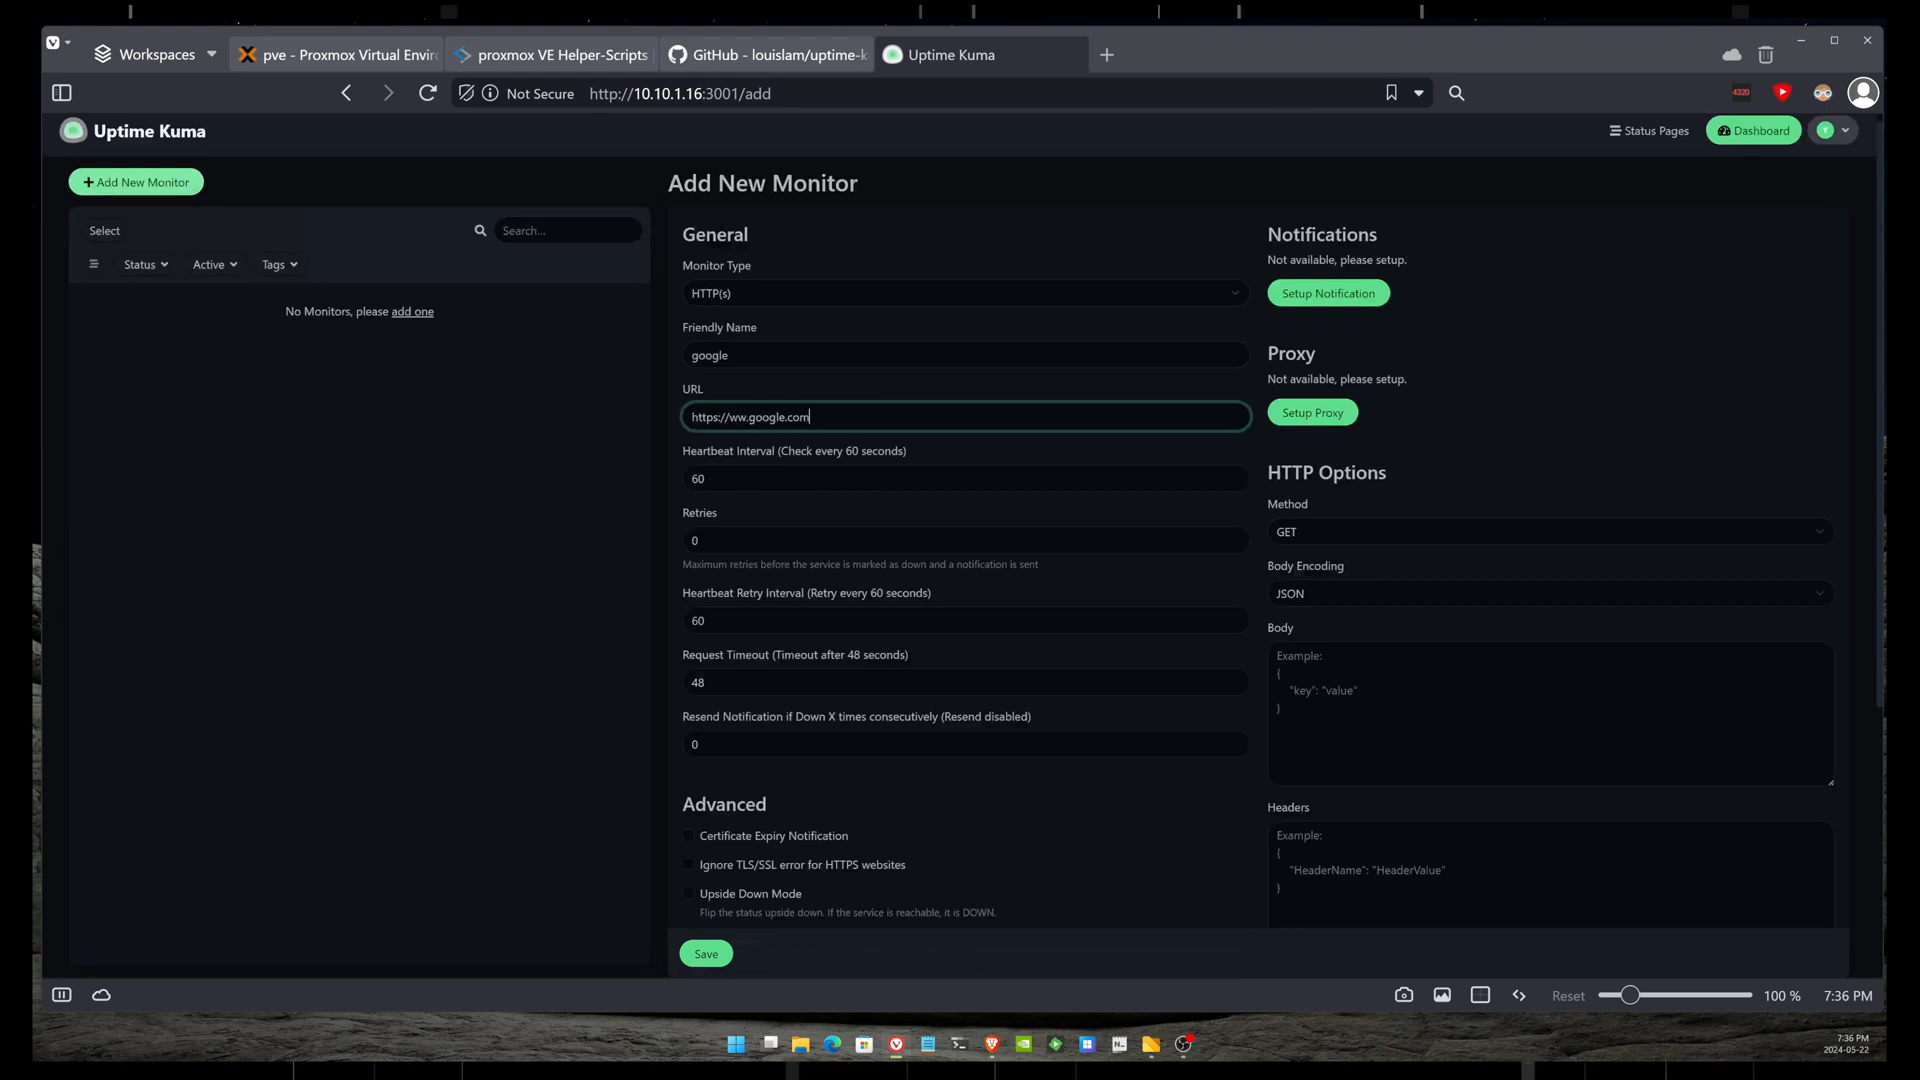 Workspaces
pve - Proxmox Virtual Envir
proxmox VE Helper-Scripts
GitHub - louislam/uptime-k
Uptime Kuma
Not Secure
http://10.10.1.16:3001/add
4320
Uptime Kuma
Status Pages
Dashboard
Y
Add New Monitor
Select
Search...
Status
Active
Tags
No Monitors, please add one
Add New Monitor
General
Monitor Type
HTTP(s)
Friendly Name
google
URL
https://ww.google.com
Heartbeat Interval (Check every 60 seconds)
60
Retries
0
Maximum retries before the service is marked as down and a notification is sent
Heartbeat Retry Interval (Retry every 60 seconds)
60
Request Timeout (Timeout after 48 seconds)
48
Resend Notification if Down X times consecutively (Resend disabled)
0
Advanced
Certificate Expiry Notification
Ignore TLS/SSL error for HTTPS websites
Upside Down Mode
Flip the status upside down. If the service is reachable, it is DOWN.
Save
Notifications
Not available, please setup.
Setup Notification
Proxy
Not available, please setup.
Setup Proxy
HTTP Options
Method
GET
Body Encoding
JSON
Body
Example:
{
"key": "value"
}
Headers
Example:
{
"HeaderName": "HeaderValue"
}
Reset
100 %
7:36 PM
7:36 PM
2024-05-22